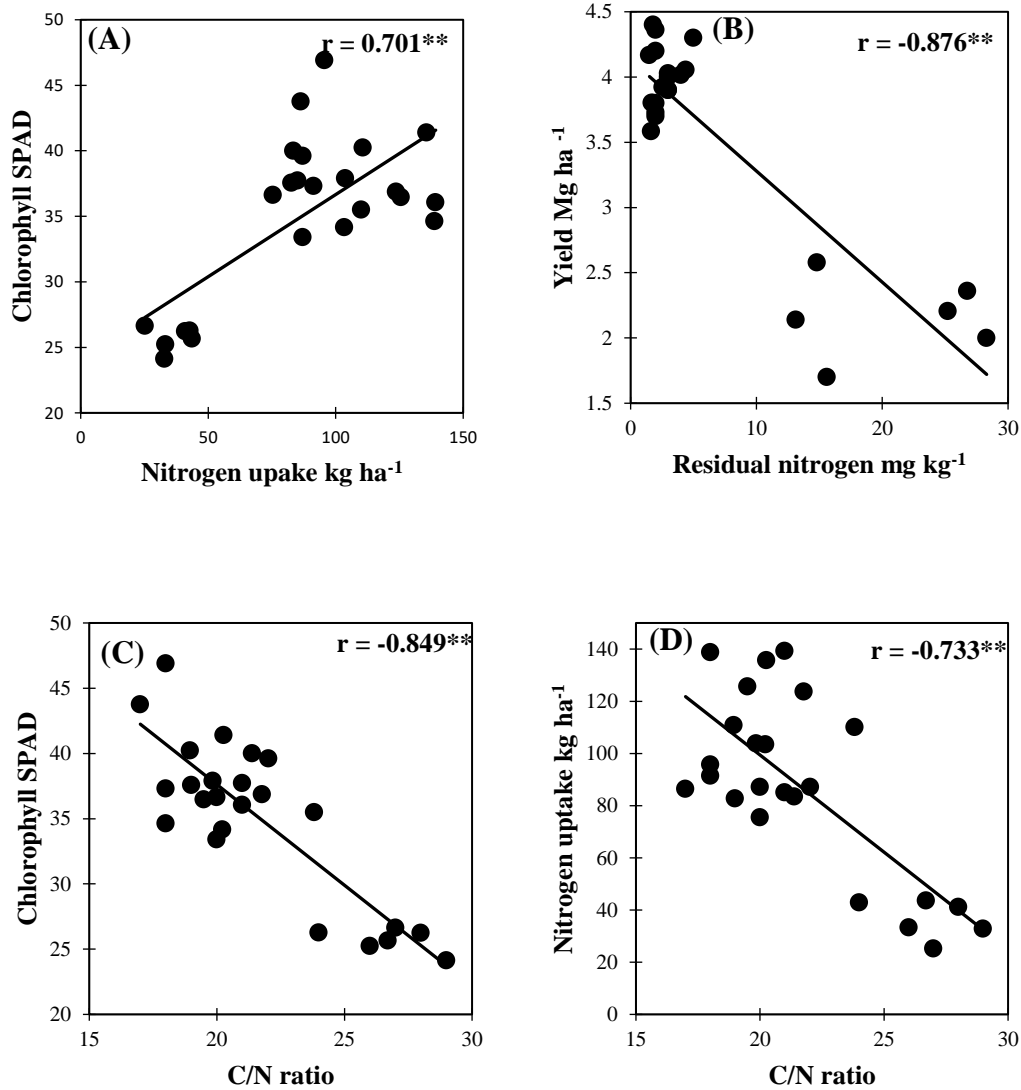 (A)
r = 0.701**
Chlorophyll SPAD
50
45
40
35
30
25
20
0
50
100
150
Nitrogen upake kg ha⁻¹
(B)
r = -0.876**
Yield Mg ha ⁻¹
4.5
4
3.5
3
2.5
2
1.5
0
10
20
30
Residual nitrogen mg kg⁻¹
(C)
r = -0.849**
Chlorophyll SPAD
50
45
40
35
30
25
20
15
20
25
30
C/N ratio
(D)
r = -0.733**
Nitrogen uptake kg ha⁻¹
140
120
100
80
60
40
20
0
15
20
25
30
C/N ratio